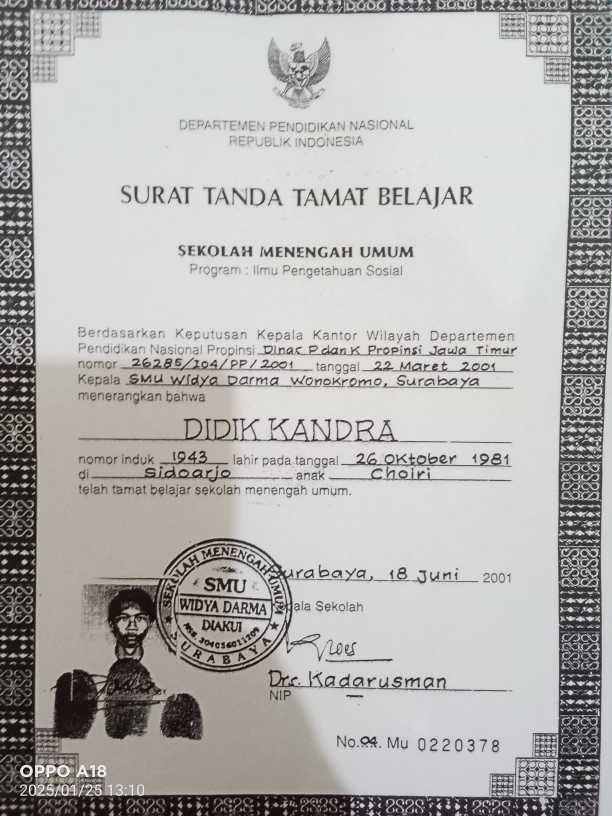 DEPARTEMEN PENDIDIKAN NASIONAL
REPUBLIK INDONESIA
SURAT TANDA TAMAT BELAJAR
SEKOLAH MENENGAH UMUM
Program : Ilmu Pengetahuan Sosial
Berdasarkan Keputusan Kepala Kantor Wilayah Departemen
Pendidikan Nasional Propinsi Dinac P dan K Propinsi Jawa Timur
nomor 26285/104/PP/2001 tanggal 22 Maret 2001
Kepala SMU Widya Darma Wonokromo, Surabaya
menerangkan bahwa
DIDIK KANDRA
nomor induk 1943 lahir pada tanggal 26 Oktober 1981
di Sidoarjo anak Choiri
telah tamat belajar sekolah menengah umum.
Surabaya, 18 Juni 2001
Kepala Sekolah
SEKOLAH MENENGAH UMUM
SMU
WIDYA DARMA
DIAKUI
SURABAYA
Drc. Kadarusman
NIP
No. 04. Mu 0220378
OPPO A18
2025/01/25 13:10